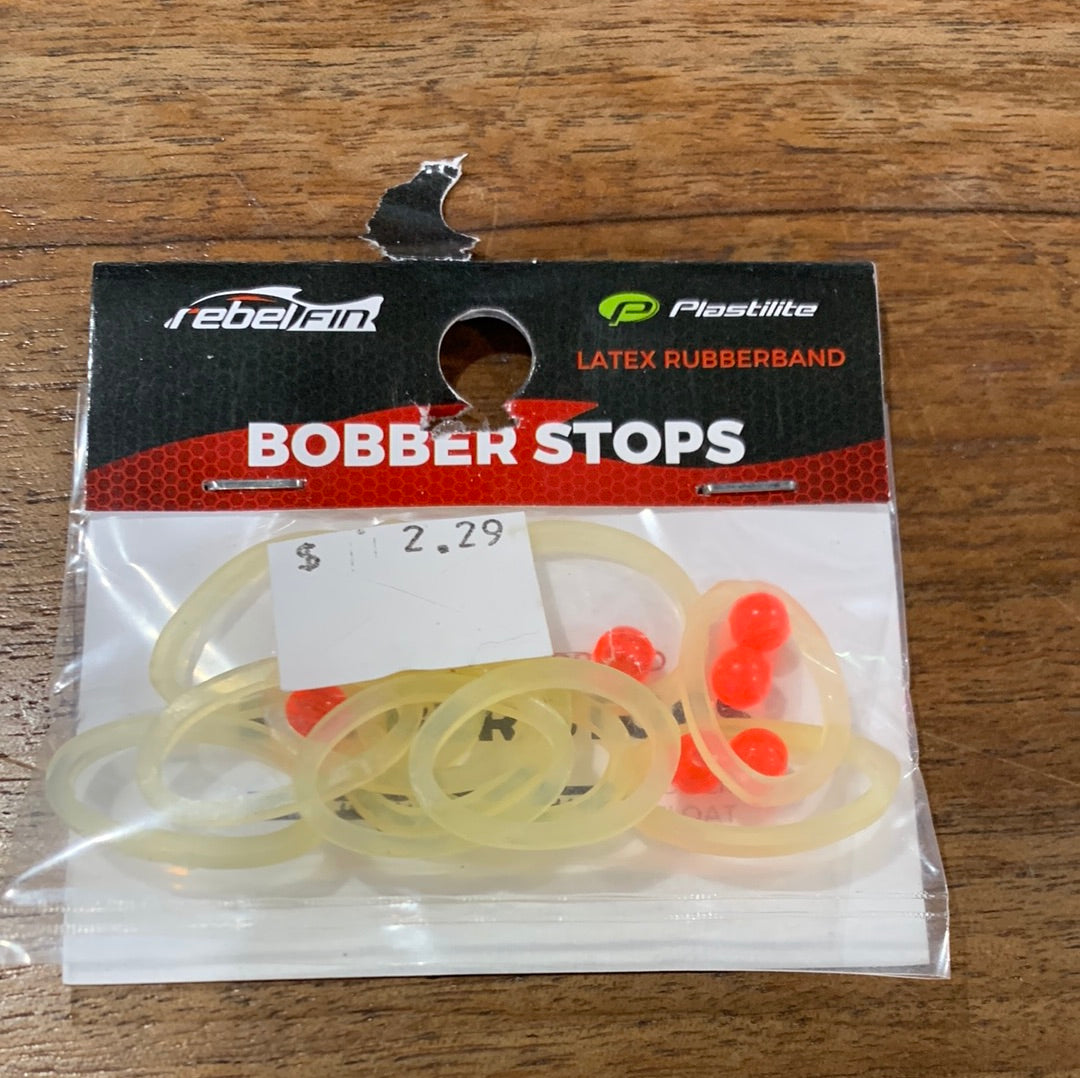 rebelFin
Plastilite
LATEX RUBBERBAND
BOBBER STOPS
$ 2.29